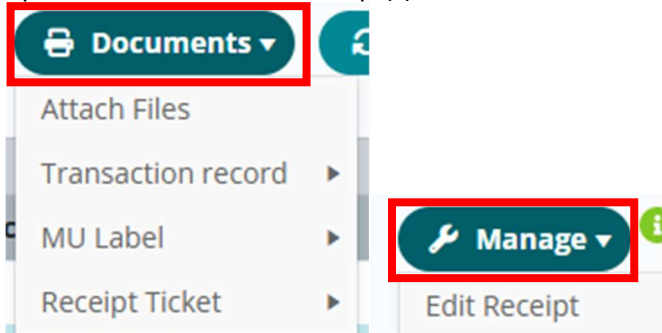 Documents
Attach Files
Transaction record
MU Label
Receipt Ticket
Manage
Edit Receipt